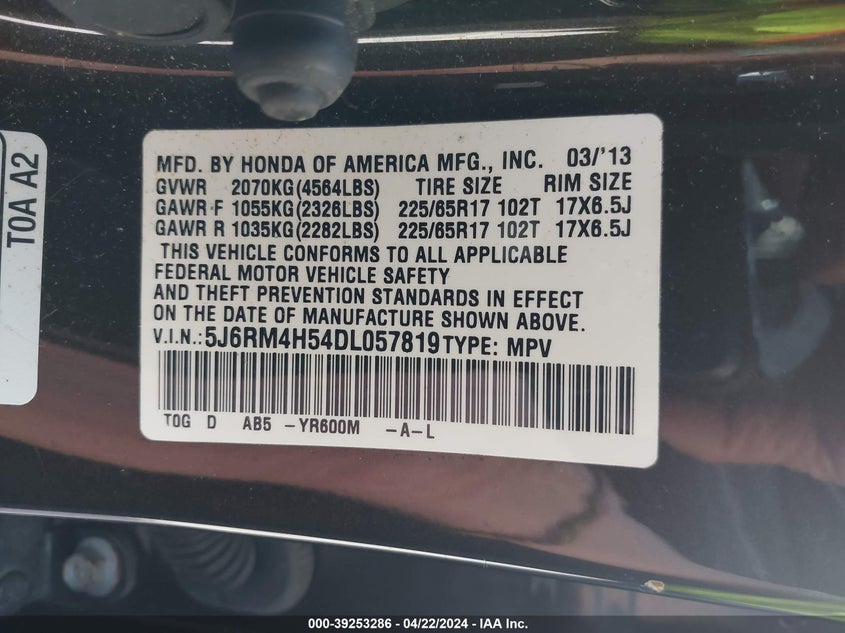 MFD. BY HONDA OF AMERICA MFG., INC. 03/'13
GVWR 2070KG(4564LBS) TIRE SIZE RIM SIZE
GAWR F 1055KG(2326LBS) 225/65R17 102T 17X6.5J
GAWR R 1035KG(2282LBS) 225/65R17 102T 17X6.5J
THIS VEHICLE CONFORMS TO ALL APPLICABLE
FEDERAL MOTOR VEHICLE SAFETY
AND THEFT PREVENTION STANDARDS IN EFFECT
ON THE DATE OF MANUFACTURE SHOWN ABOVE.
V.I.N.:5J6RM4H54DL057819 TYPE: MPV
T0G D AB5 -YR600M -A-L
T0A A2
000-39253286 - 04/22/2024 - IAA Inc.